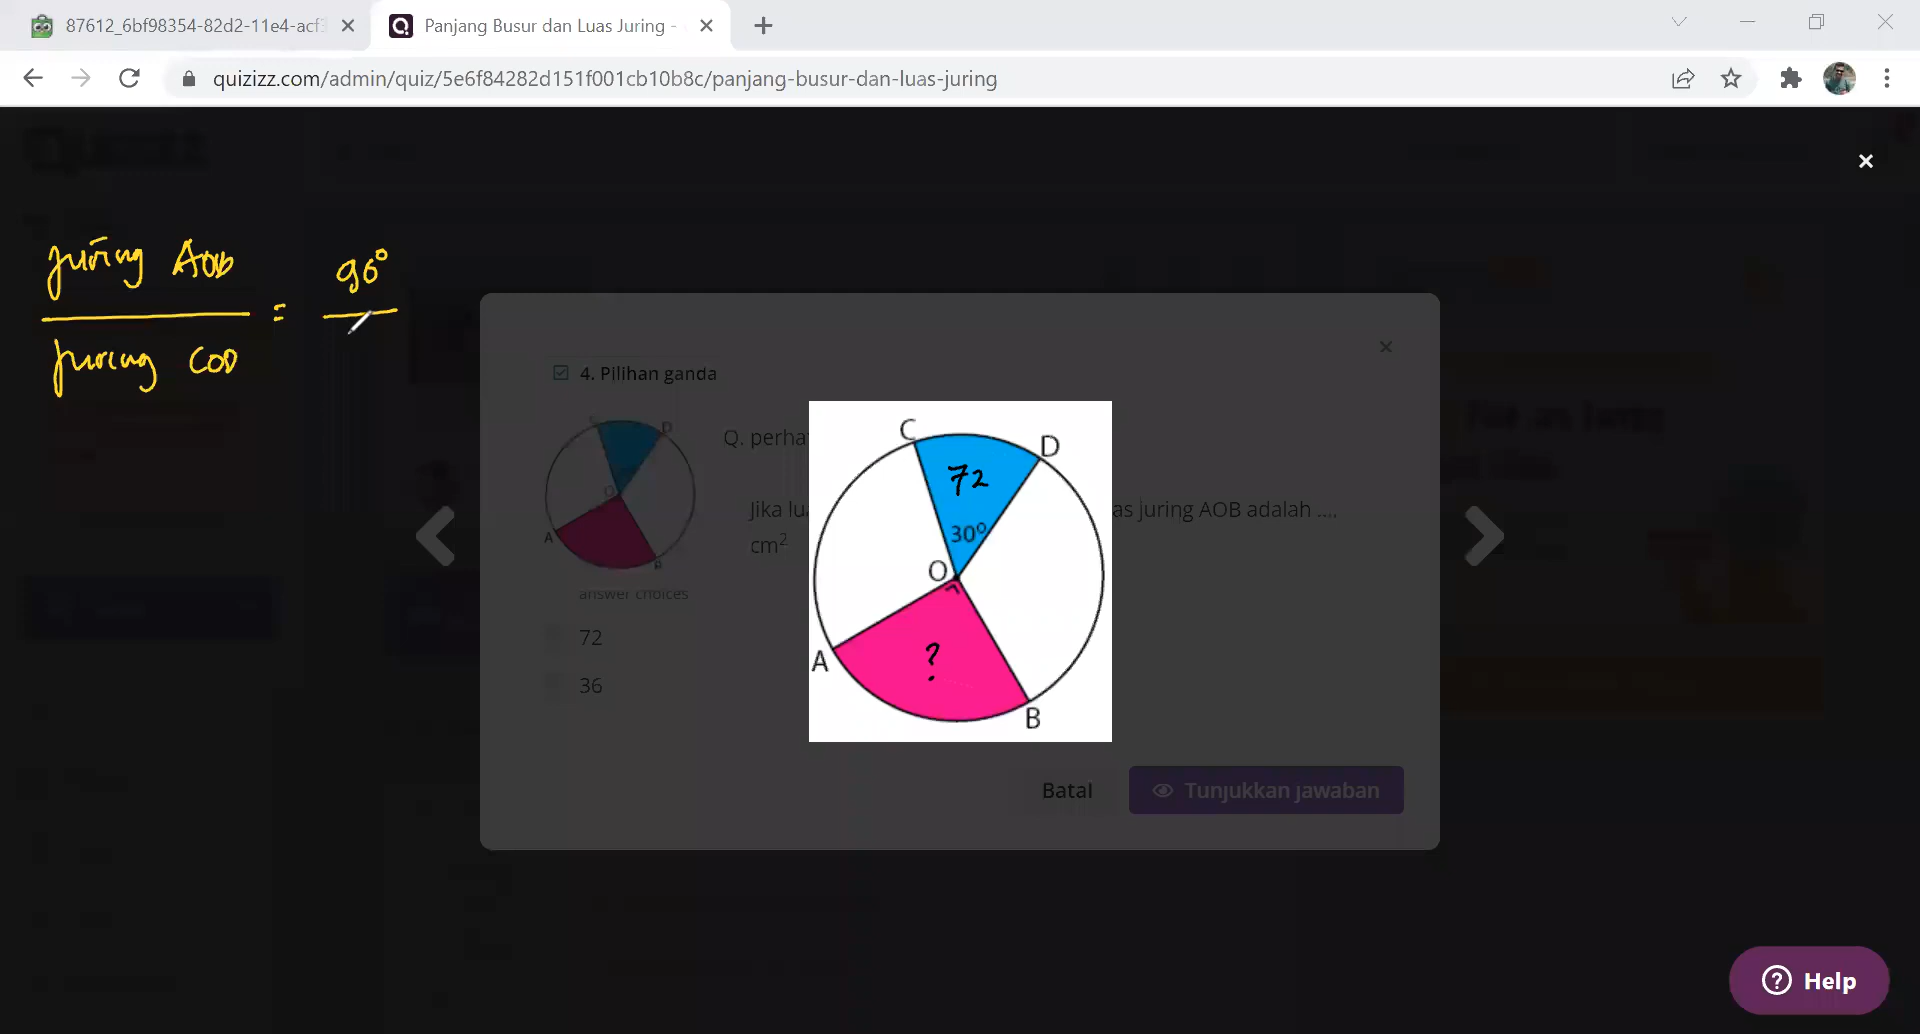 87612_6bf98354-82d2-11e4-acf3
Panjang Busur dan Luas Juring -
quizizz.com/admin/quiz/5e6f84282d151f001cb10b8c/panjang-busur-dan-luas-juring
juring AOB
juring COD
=
90°
4. Pilihan ganda
C
D
O
A
B
Q. perha
Jika lu
as juring AOB adalah ....
cm²
answer choices
72
36
C
D
72
30°
O
A
?
B
Batal
Tunjukkan jawaban
Help